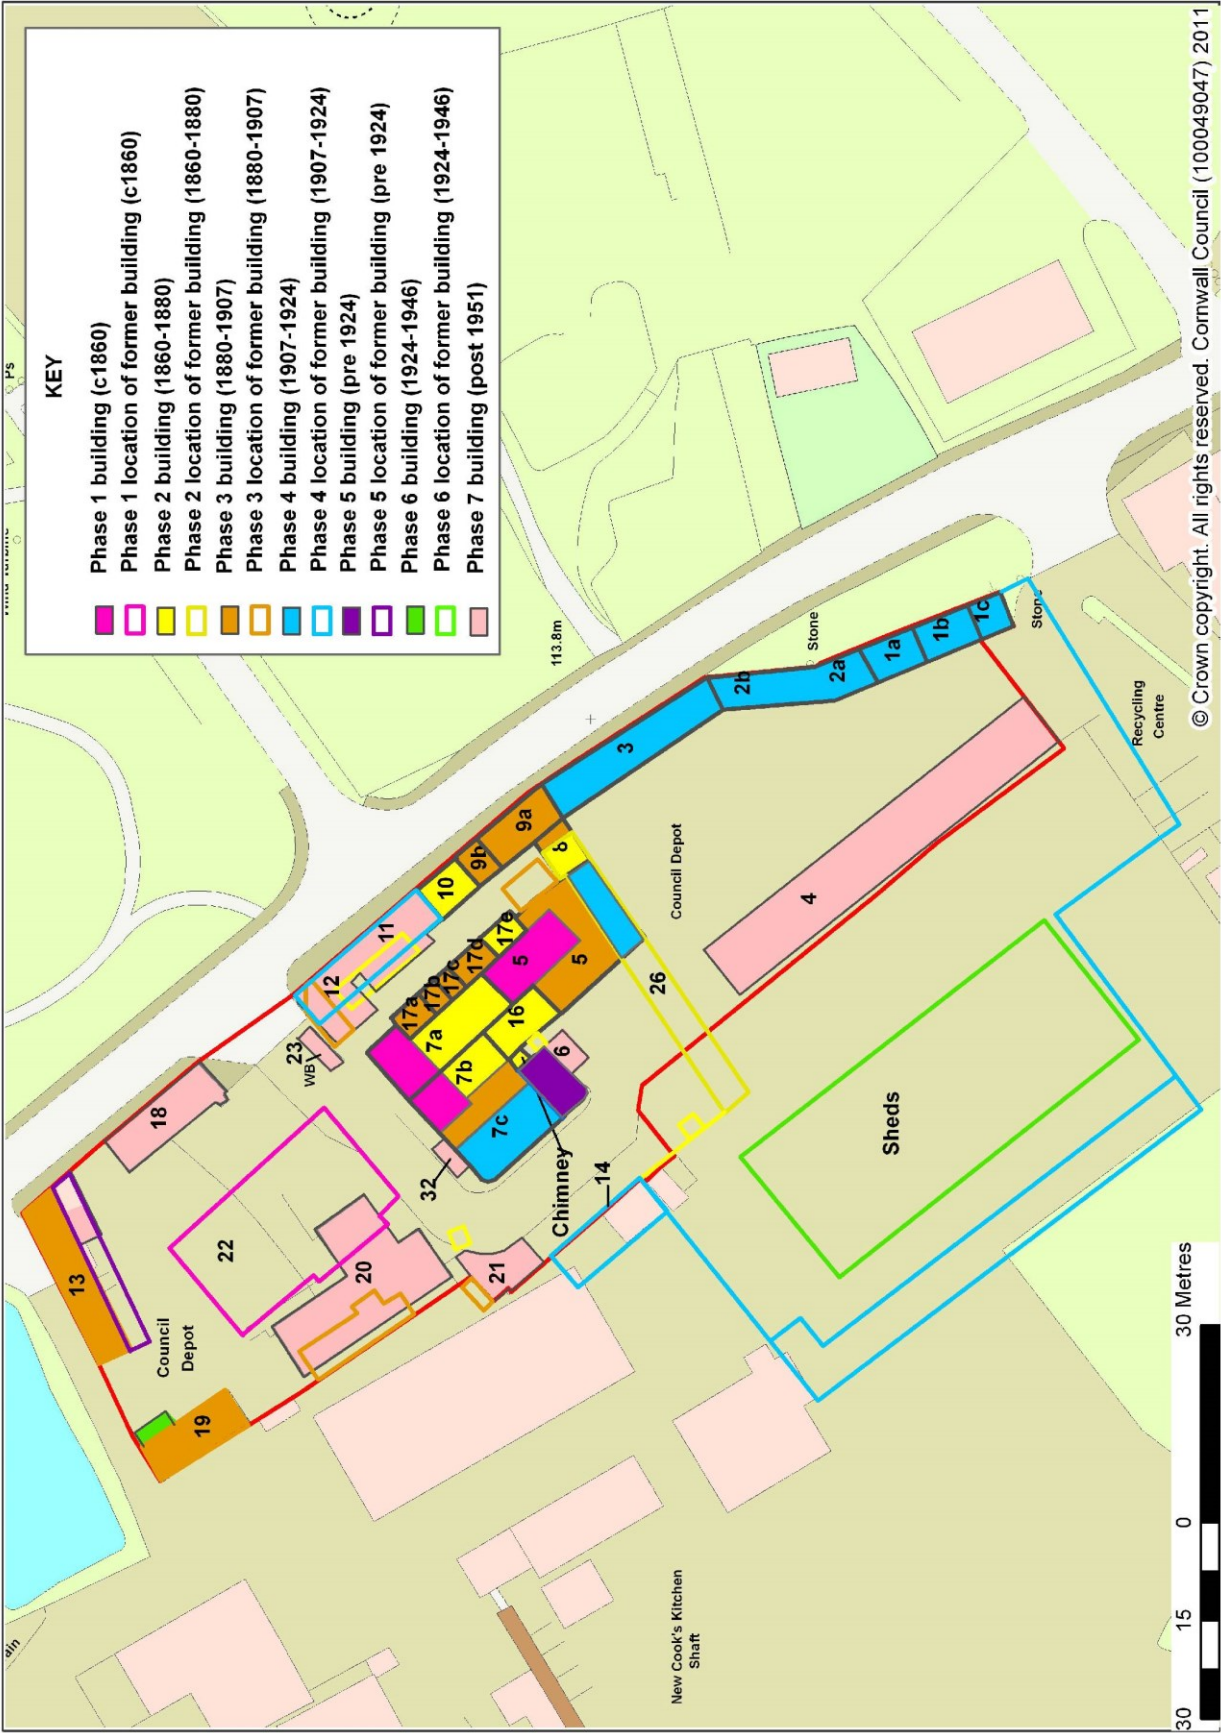 KEY
Phase 1 building (c1860)
Phase 1 location of former building (c1860)
Phase 2 building (1860-1880)
Phase 2 location of former building (1860-1880)
Phase 3 building (1880-1907)
Phase 3 location of former building (1880-1907)
Phase 4 building (1907-1924)
Phase 4 location of former building (1907-1924)
Phase 5 building (pre 1924)
Phase 5 location of former building (pre 1924)
Phase 6 building (1924-1946)
Phase 6 location of former building (1924-1946)
Phase 7 building (post 1951)
Ps
113.8m
18
23
WB
12
11
10
9b
9a
8
3
2b
Stone
2a
1a
1b
1c
Stone
13
Council
Depot
19
22
20
21
32
17a
17b
17c
17d
17e
7a
7b
7c
16
5
5
6
Chimney
14
26
Council Depot
4
Recycling
Centre
Sheds
New Cook's Kitchen
Shaft
30
15
0
30 Metres
© Crown copyright. All rights reserved. Cornwall Council (100049047) 2011